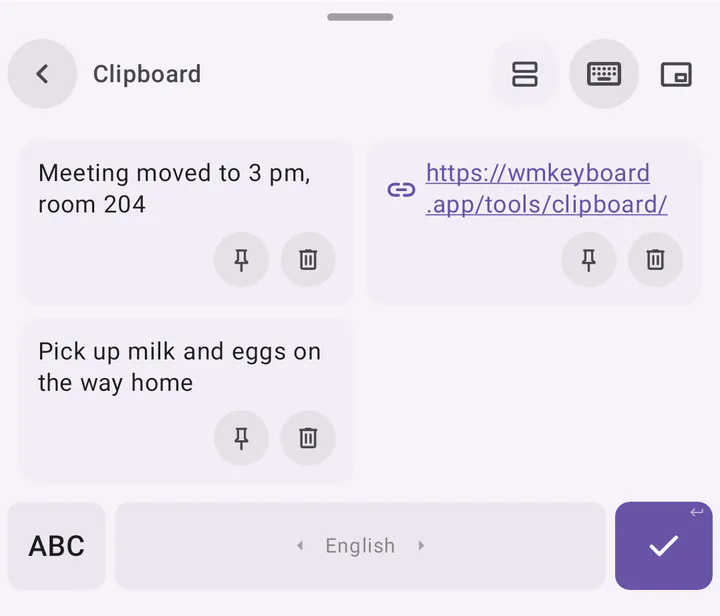 Clipboard
Meeting moved to 3 pm,
room 204
https://wmkeyboard
.app/tools/clipboard/
Pick up milk and eggs on
the way home
ABC
English